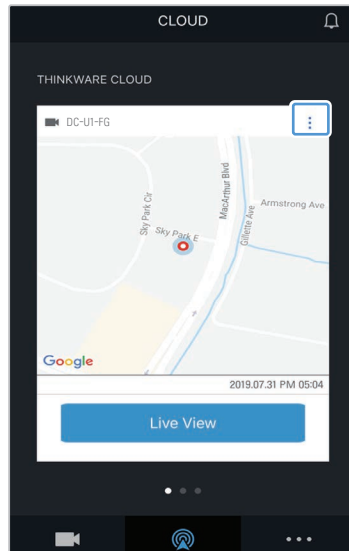 CLOUD
THINKWARE CLOUD
DC-U1-FG
MacArthur Blvd
Armstrong Ave
Sky Park Cir
Sky Park E
Gillette Ave
Google
2019.07.31 PM 05:04
Live View